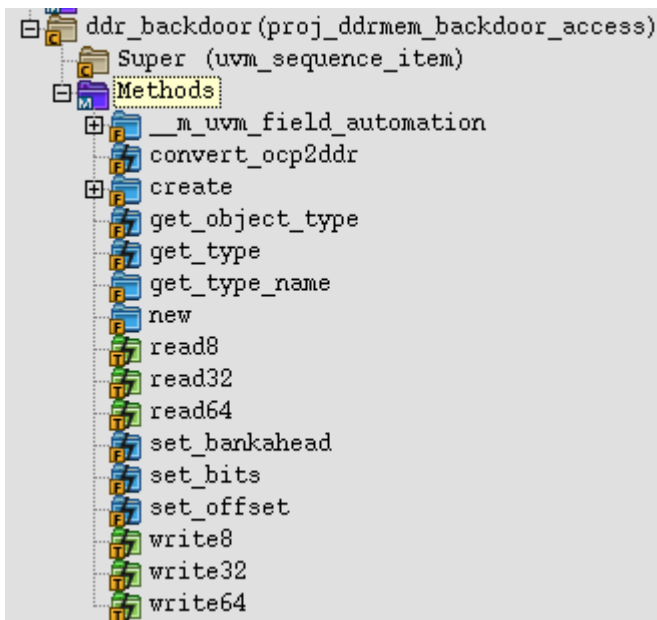 ddr_backdoor(proj_ddrmem_backdoor_access)
Super (uvm_sequence_item)
Methods
__m_uvm_field_automation
convert_ocp2ddr
create
get_object_type
get_type
get_type_name
new
read8
read32
read64
set_bankahead
set_bits
set_offset
write8
write32
write64